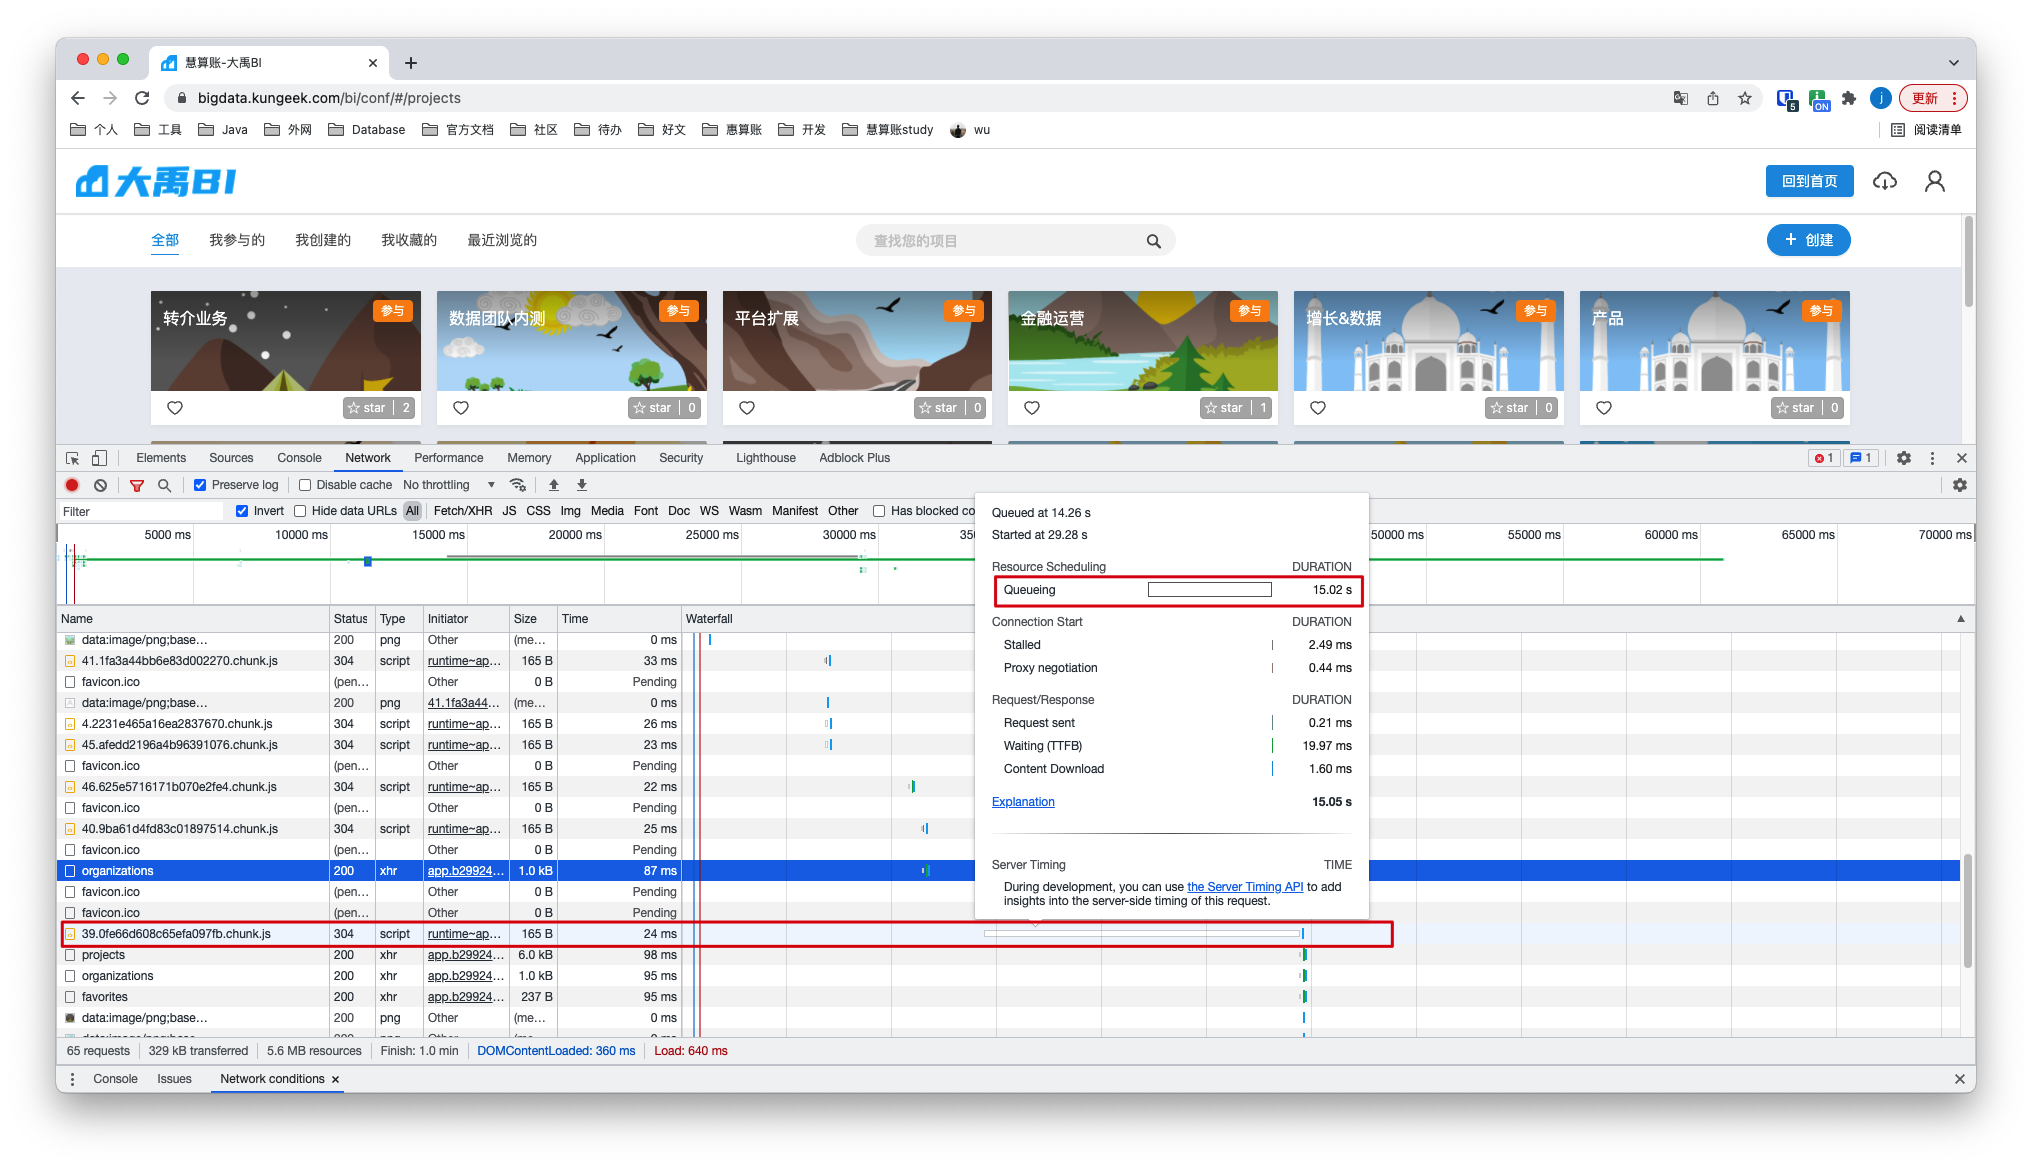 慧算账-大禹BI
bigdata.kungeek.com/bi/conf/#/projects
5
ON
j
更新
个人 工具 Java 外网 Database 官方文档 社区 待办 好文 惠算账 开发 慧算账study wu 阅读清单
大禹BI
回到首页
全部 我参与的 我创建的 我收藏的 最近浏览的 查找您的项目 + 创建
转介业务 参与 数据团队内测 参与 平台扩展 参与 金融运营 参与 增长&数据 参与 产品 参与
star 2 star 0 star 0 star 1 star 0 star 0
Elements Sources Console Network Performance Memory Application Security Lighthouse Adblock Plus 1 1
Preserve log Disable cache No throttling
Filter Invert Hide data URLs All Fetch/XHR JS CSS Img Media Font Doc WS Wasm Manifest Other Has blocked co
5000 ms 10000 ms 15000 ms 20000 ms 25000 ms 30000 ms 35 50000 ms 55000 ms 60000 ms 65000 ms 70000 ms
Queued at 14.26 s
Started at 29.28 s
Resource Scheduling DURATION
Queueing 15.02 s
Connection Start DURATION
Stalled 2.49 ms
Proxy negotiation 0.44 ms
Request/Response DURATION
Request sent 0.21 ms
Waiting (TTFB) 19.97 ms
Content Download 1.60 ms
Explanation 15.05 s
Server Timing TIME
During development, you can use the Server Timing API to add
insights into the server-side timing of this request.
Name Status Type Initiator Size Time Waterfall
data:image/png;base... 200 png Other (me... 0 ms
41.1fa3a44bb6e83d002270.chunk.js 304 script runtime~ap... 165 B 33 ms
favicon.ico (pen... Other 0 B Pending
data:image/png;base... 200 png 41.1fa3a44... (me... 0 ms
4.2231e465a16ea2837670.chunk.js 304 script runtime~ap... 165 B 26 ms
45.afedd2196a4b96391076.chunk.js 304 script runtime~ap... 165 B 23 ms
favicon.ico (pen... Other 0 B Pending
46.625e5716171b070e2fe4.chunk.js 304 script runtime~ap... 165 B 22 ms
favicon.ico (pen... Other 0 B Pending
40.9ba61d4fd83c01897514.chunk.js 304 script runtime~ap... 165 B 25 ms
favicon.ico (pen... Other 0 B Pending
organizations 200 xhr app.b29924... 1.0 kB 87 ms
favicon.ico (pen... Other 0 B Pending
favicon.ico (pen... Other 0 B Pending
39.0fe66d608c65efa097fb.chunk.js 304 script runtime~ap... 165 B 24 ms
projects 200 xhr app.b29924... 6.0 kB 98 ms
organizations 200 xhr app.b29924... 1.0 kB 95 ms
favorites 200 xhr app.b29924... 237 B 95 ms
data:image/png;base... 200 png Other (me... 0 ms
65 requests 329 kB transferred 5.6 MB resources Finish: 1.0 min DOMContentLoaded: 360 ms Load: 640 ms
Console Issues Network conditions